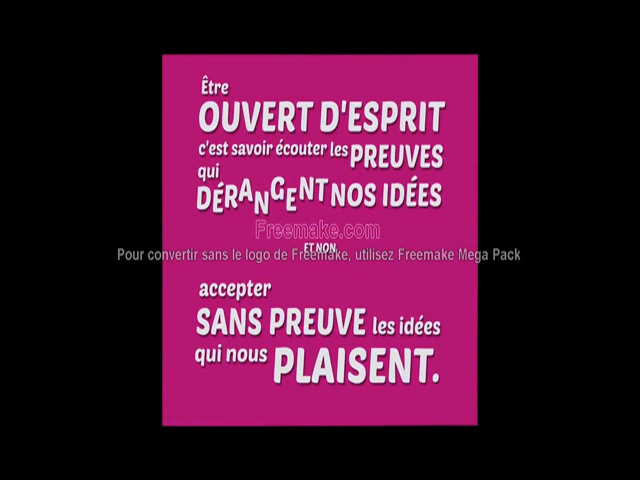 Être
OUVERT D'ESPRIT
c'est savoir écouter les PREUVES
qui
DÉRANGENT NOS IDÉES
Freemake.com
ET NON
Pour convertir sans le logo de Freemake, utilisez Freemake Mega Pack
accepter
SANS PREUVE les idées
qui nous PLAISENT.